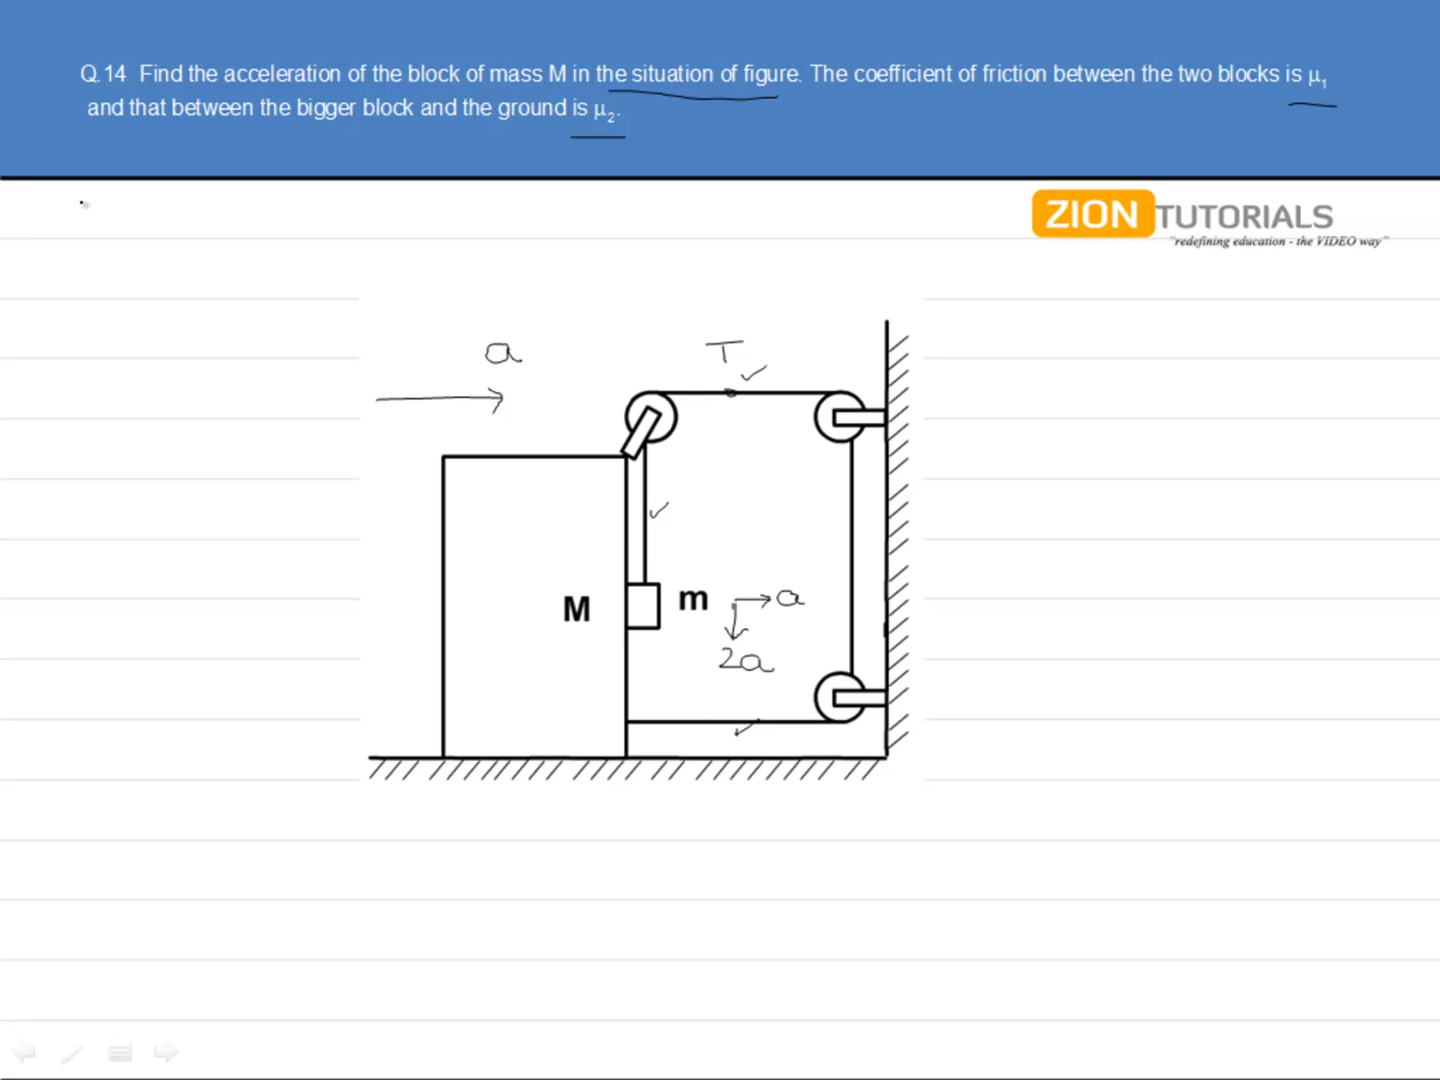 Q.14 Find the acceleration of the block of mass M in the situation of figure. The coefficient of friction between the two blocks is μ₁
and that between the bigger block and the ground is μ₂.
ZION TUTORIALS
"redefining education - the VIDEO way"
a
T
M
m
a
2a